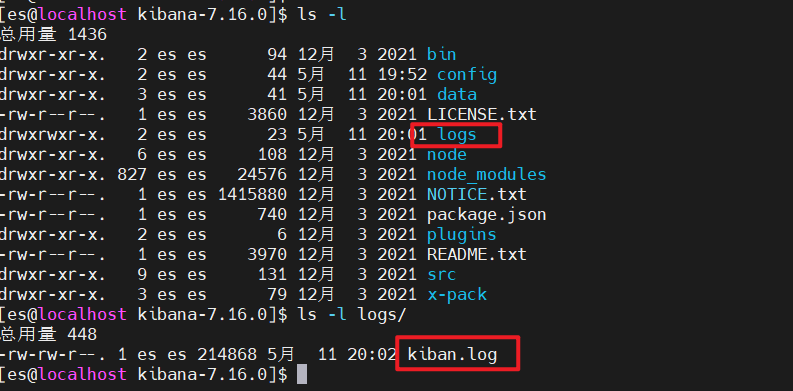 [es@localhost kibana-7.16.0]$ ls -l
总用量 1436
drwxr-xr-x.   2 es es      94 12月  3 2021 bin
drwxr-xr-x.   2 es es      44 5月  11 19:52 config
drwxr-xr-x.   3 es es      41 5月  11 20:01 data
-rw-r--r--.   1 es es    3860 12月  3 2021 LICENSE.txt
drwxrwxr-x.   2 es es      23 5月  11 20:01 logs
drwxr-xr-x.   6 es es     108 12月  3 2021 node
drwxr-xr-x. 827 es es   24576 12月  3 2021 node_modules
-rw-r--r--.   1 es es 1415880 12月  3 2021 NOTICE.txt
-rw-r--r--.   1 es es     740 12月  3 2021 package.json
drwxr-xr-x.   2 es es       6 12月  3 2021 plugins
-rw-r--r--.   1 es es    3970 12月  3 2021 README.txt
drwxr-xr-x.   9 es es     131 12月  3 2021 src
drwxr-xr-x.   3 es es      79 12月  3 2021 x-pack
[es@localhost kibana-7.16.0]$ ls -l logs/
总用量 448
-rw-rw-r--. 1 es es 214868 5月  11 20:02 kiban.log
[es@localhost kibana-7.16.0]$